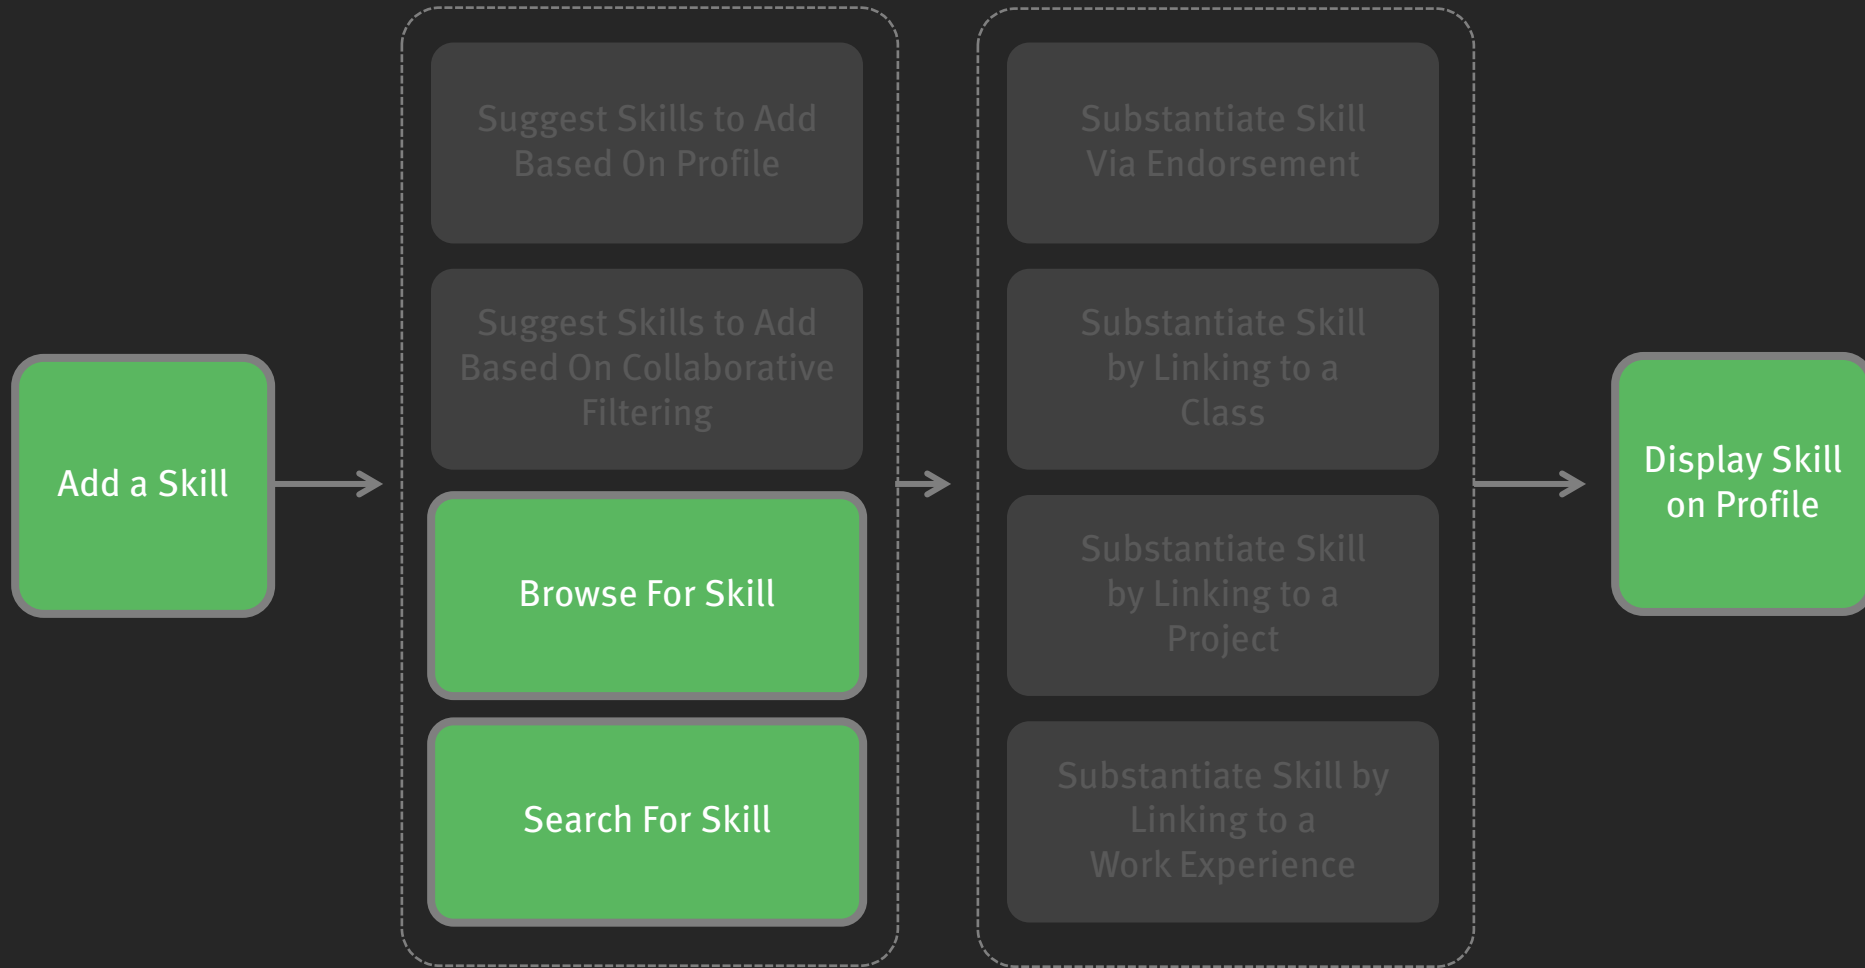 Add a Skill
Suggest Skills to Add
Based On Profile
Suggest Skills to Add
Based On Collaborative
Filtering
Browse For Skill
Search For Skill
Substantiate Skill
Via Endorsement
Substantiate Skill
by Linking to a
Class
Substantiate Skill
by Linking to a
Project
Substantiate Skill by
Linking to a
Work Experience
Display Skill
on Profile